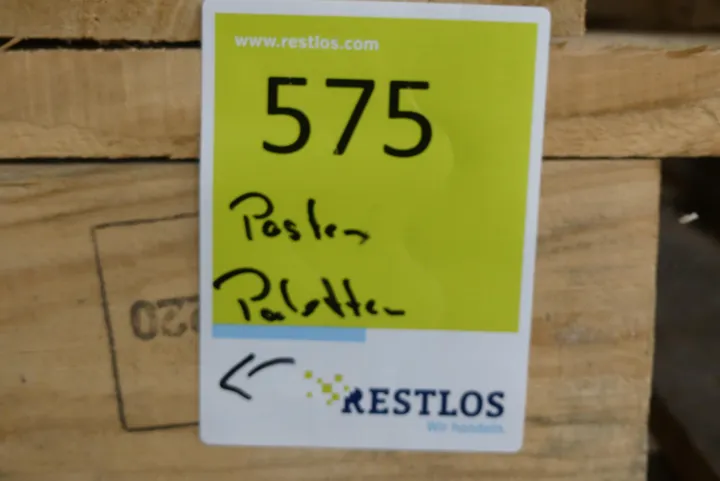 www.restlos.com
575
Posten
Paletten
RESTLOS
Wir handeln.